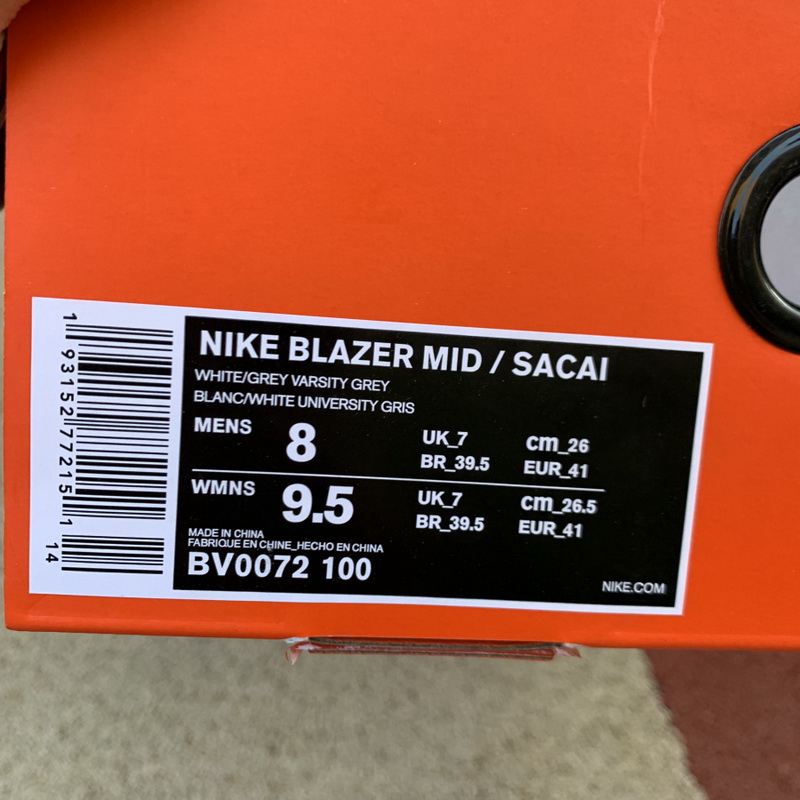 NIKE BLAZER MID / SACAI
WHITE/GREY VARSITY GREY
BLANC/WHITE UNIVERSITY GRIS
MENS 8 UK_7 cm_26
BR_39.5 EUR_41
WMNS 9.5 UK_7 cm_26.5
BR_39.5 EUR_41
MADE IN CHINA
FABRIQUE EN CHINE_HECHO EN CHINA
BV0072 100
NIKE.COM
1 93152 77215 1 14